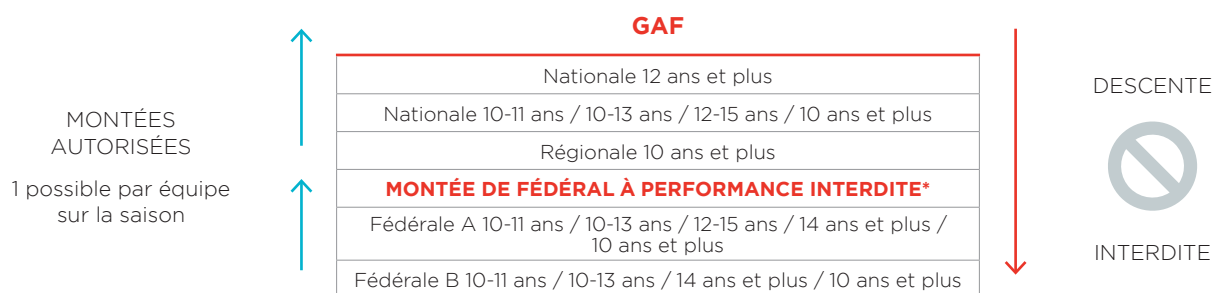 GAF
Nationale 12 ans et plus
Nationale 10-11 ans / 10-13 ans / 12-15 ans / 10 ans et plus
Régionale 10 ans et plus
MONTÉE DE FÉDÉRAL À PERFORMANCE INTERDITE*
Fédérale A 10-11 ans / 10-13 ans / 12-15 ans / 14 ans et plus /
10 ans et plus
Fédérale B 10-11 ans / 10-13 ans / 14 ans et plus / 10 ans et plus
MONTÉES
AUTORISÉES
1 possible par équipe
sur la saison
DESCENTE
INTERDITE